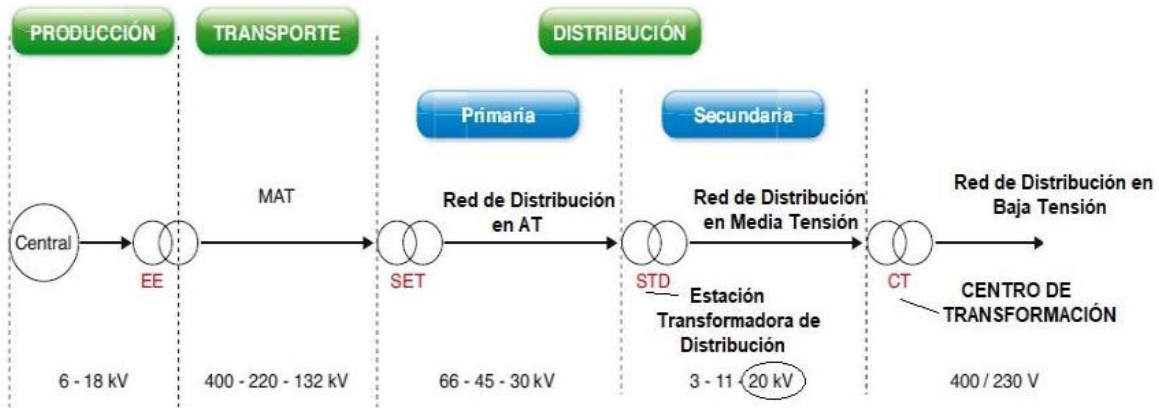 PRODUCCIÓN
TRANSPORTE
DISTRIBUCIÓN
Primaria
Secundaria
MAT
Red de Distribución
en AT
Red de Distribución
en Media Tensión
Red de Distribución en
Baja Tensión
Central
EE
SET
STD
CT
Estación
Transformadora de
Distribución
CENTRO DE
TRANSFORMACIÓN
6 - 18 kV
400 - 220 - 132 kV
66 - 45 - 30 kV
3 - 11 - 20 kV
400 / 230 V